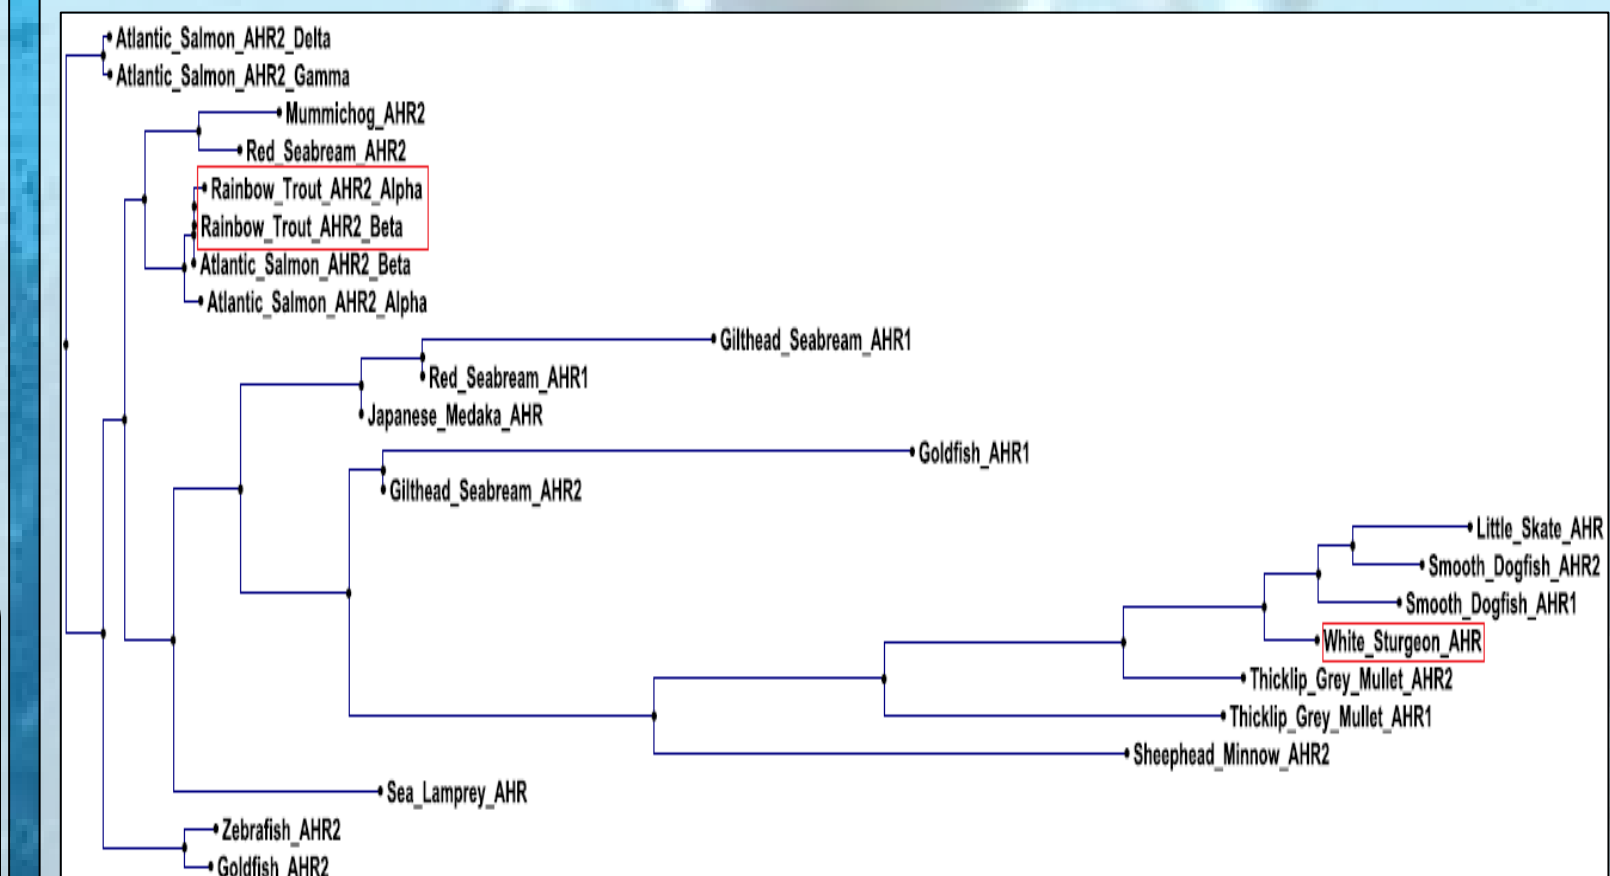 Atlantic_Salmon_AHR2_Delta
Atlantic_Salmon_AHR2_Gamma
Mummichog_AHR2
Red_Seabream_AHR2
Rainbow_Trout_AHR2_Alpha
Rainbow_Trout_AHR2_Beta
Atlantic_Salmon_AHR2_Beta
Atlantic_Salmon_AHR2_Alpha
Gilthead_Seabream_AHR1
Red_Seabream_AHR1
Japanese_Medaka_AHR
Goldfish_AHR1
Gilthead_Seabream_AHR2
Little_Skate_AHR
Smooth_Dogfish_AHR2
Smooth_Dogfish_AHR1
White_Sturgeon_AHR
Thicklip_Grey_Mullet_AHR2
Thicklip_Grey_Mullet_AHR1
Sheephead_Minnow_AHR2
Sea_Lamprey_AHR
Zebrafish_AHR2
Goldfish_AHR2